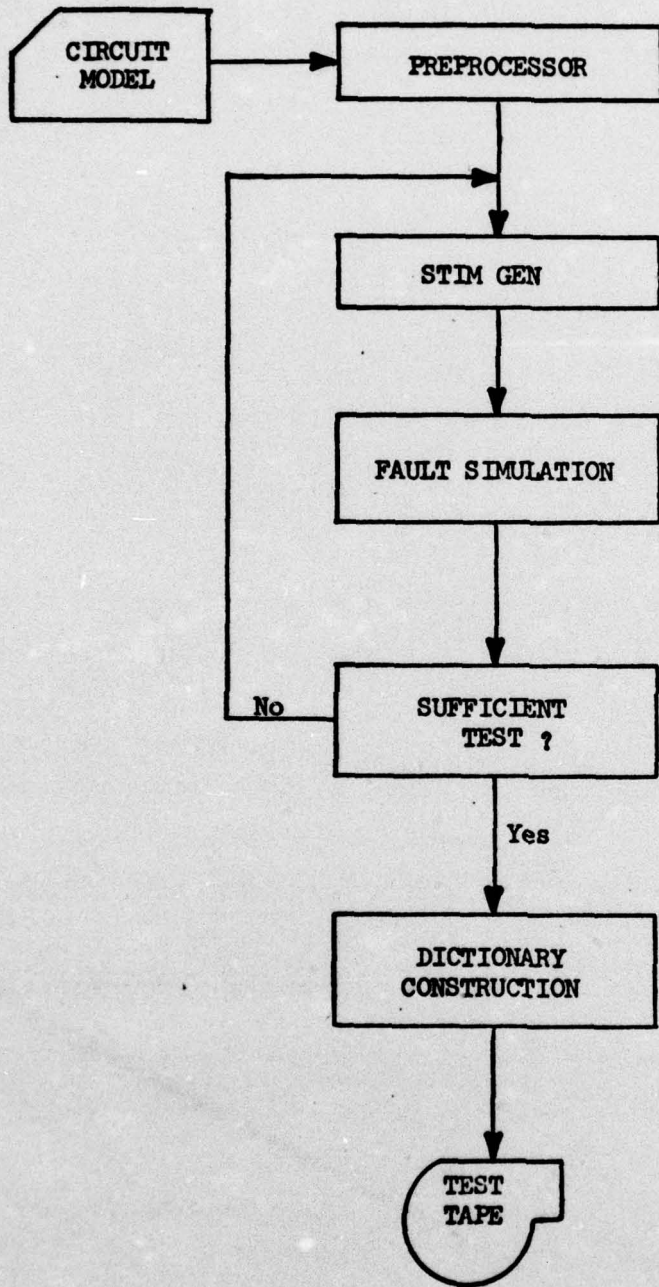 CIRCUIT
MODEL
PREPROCESSOR
STIM GEN
FAULT SIMULATION
SUFFICIENT
TEST ?
No
Yes
DICTIONARY
CONSTRUCTION
TEST
TAPE